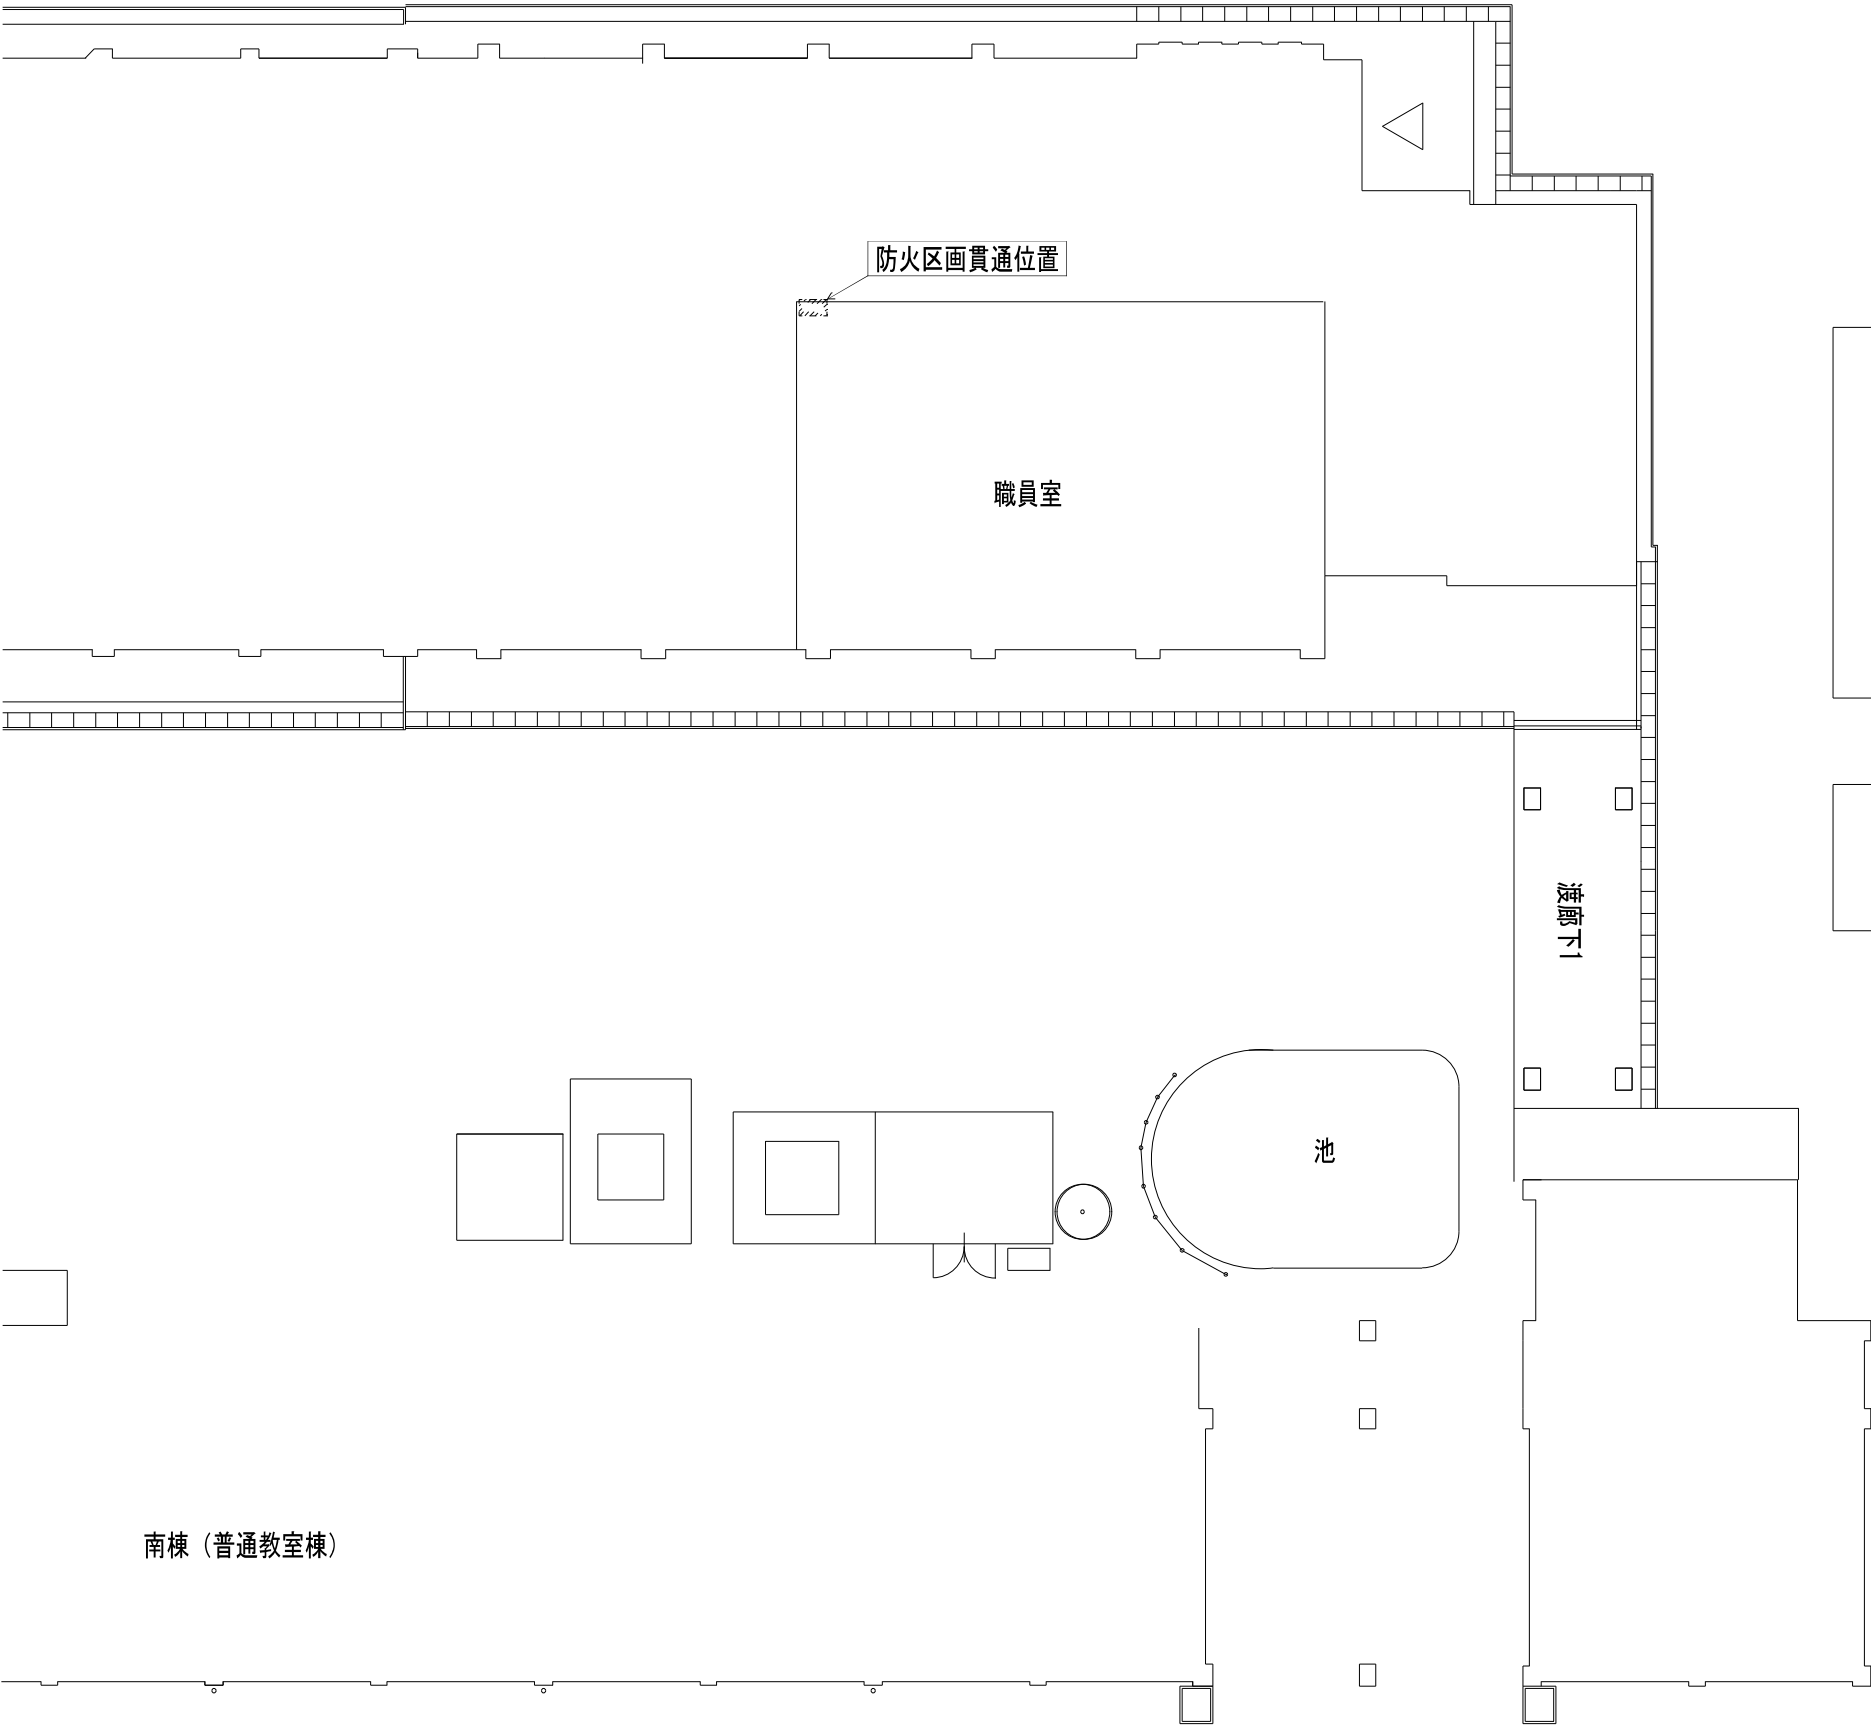 防火区画貫通位置
職員室
渡廊下1
池
南棟（普通教室棟）